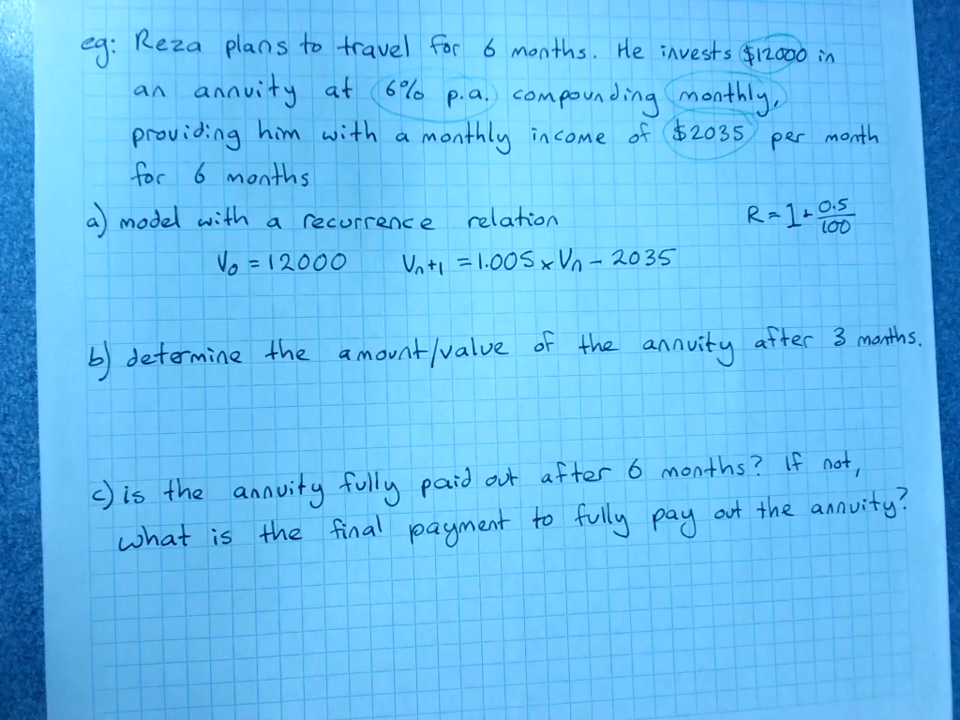 eg: Reza plans to travel for 6 months. He invests $12000 in
an annuity at 6% p.a. compounding monthly,
providing him with a monthly income of $2035 per month
for 6 months
a) model with a recurrence relation R = 1 + 0.5/100
V₀ = 12000 Vₙ₊₁ = 1.005 × Vₙ − 2035
b) determine the amount/value of the annuity after 3 months.
c) is the annuity fully paid out after 6 months? If not,
what is the final payment to fully pay out the annuity?